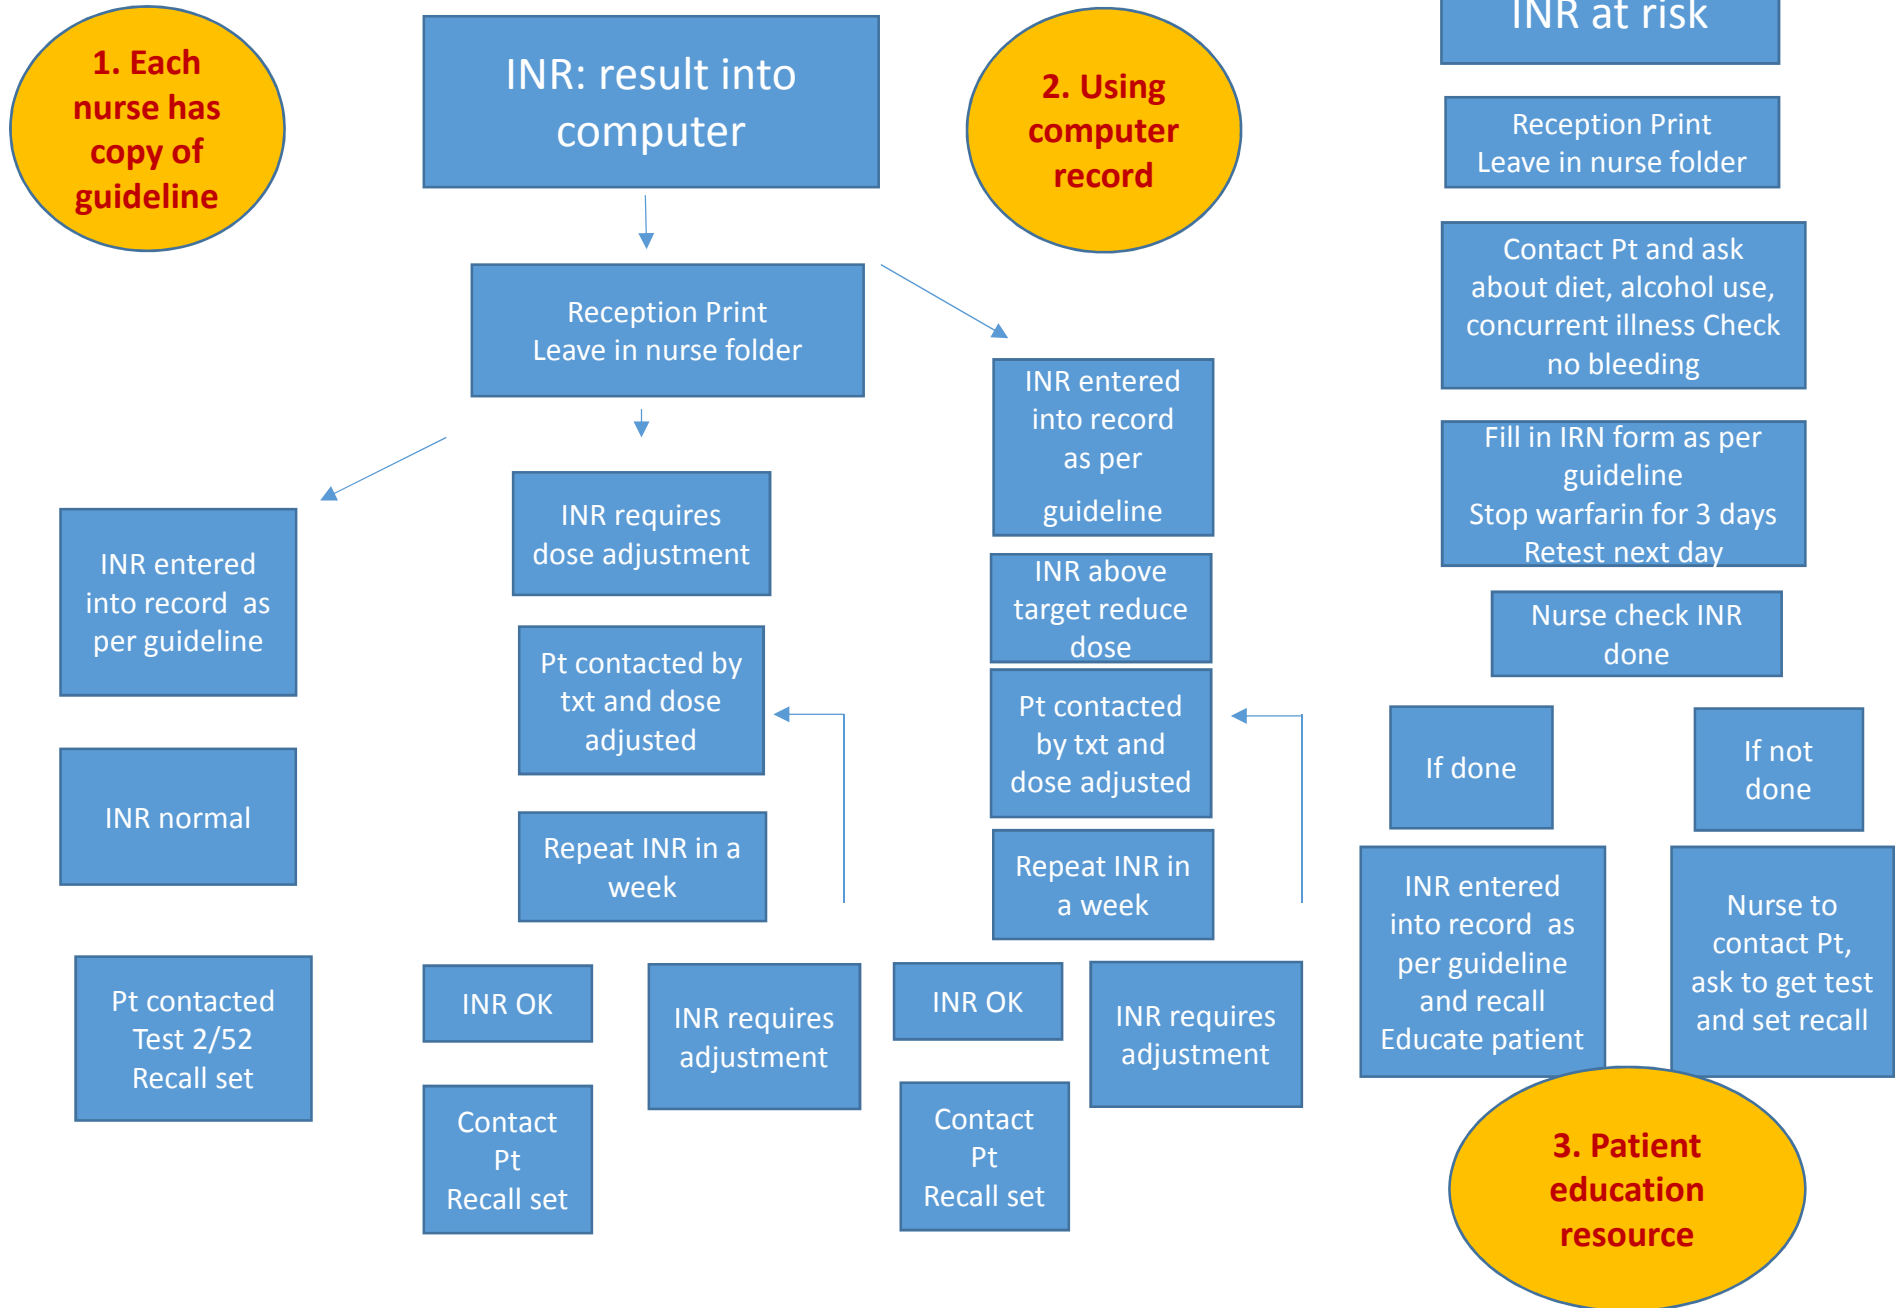 1. Each
nurse has
copy of
guideline
INR: result into
computer
2. Using
computer
record
INR at risk
Reception Print
Leave in nurse folder
Contact Pt and ask
about diet, alcohol use,
concurrent illness Check
no bleeding
Fill in IRN form as per
guideline
Stop warfarin for 3 days
Retest next day
Nurse check INR
done
If done
If not
done
INR entered
into record as
per guideline
and recall
Educate patient
Nurse to
contact Pt,
ask to get test
and set recall
3. Patient
education
resource
Reception Print
Leave in nurse folder
INR entered
into record as
per guideline
INR normal
Pt contacted
Test 2/52
Recall set
INR requires
dose adjustment
Pt contacted by
txt and dose
adjusted
Repeat INR in a
week
INR OK
Contact
Pt
Recall set
INR requires
adjustment
INR entered
into record
as per
guideline
INR above
target reduce
dose
Pt contacted
by txt and
dose adjusted
Repeat INR in
a week
INR OK
Contact
Pt
Recall set
INR requires
adjustment